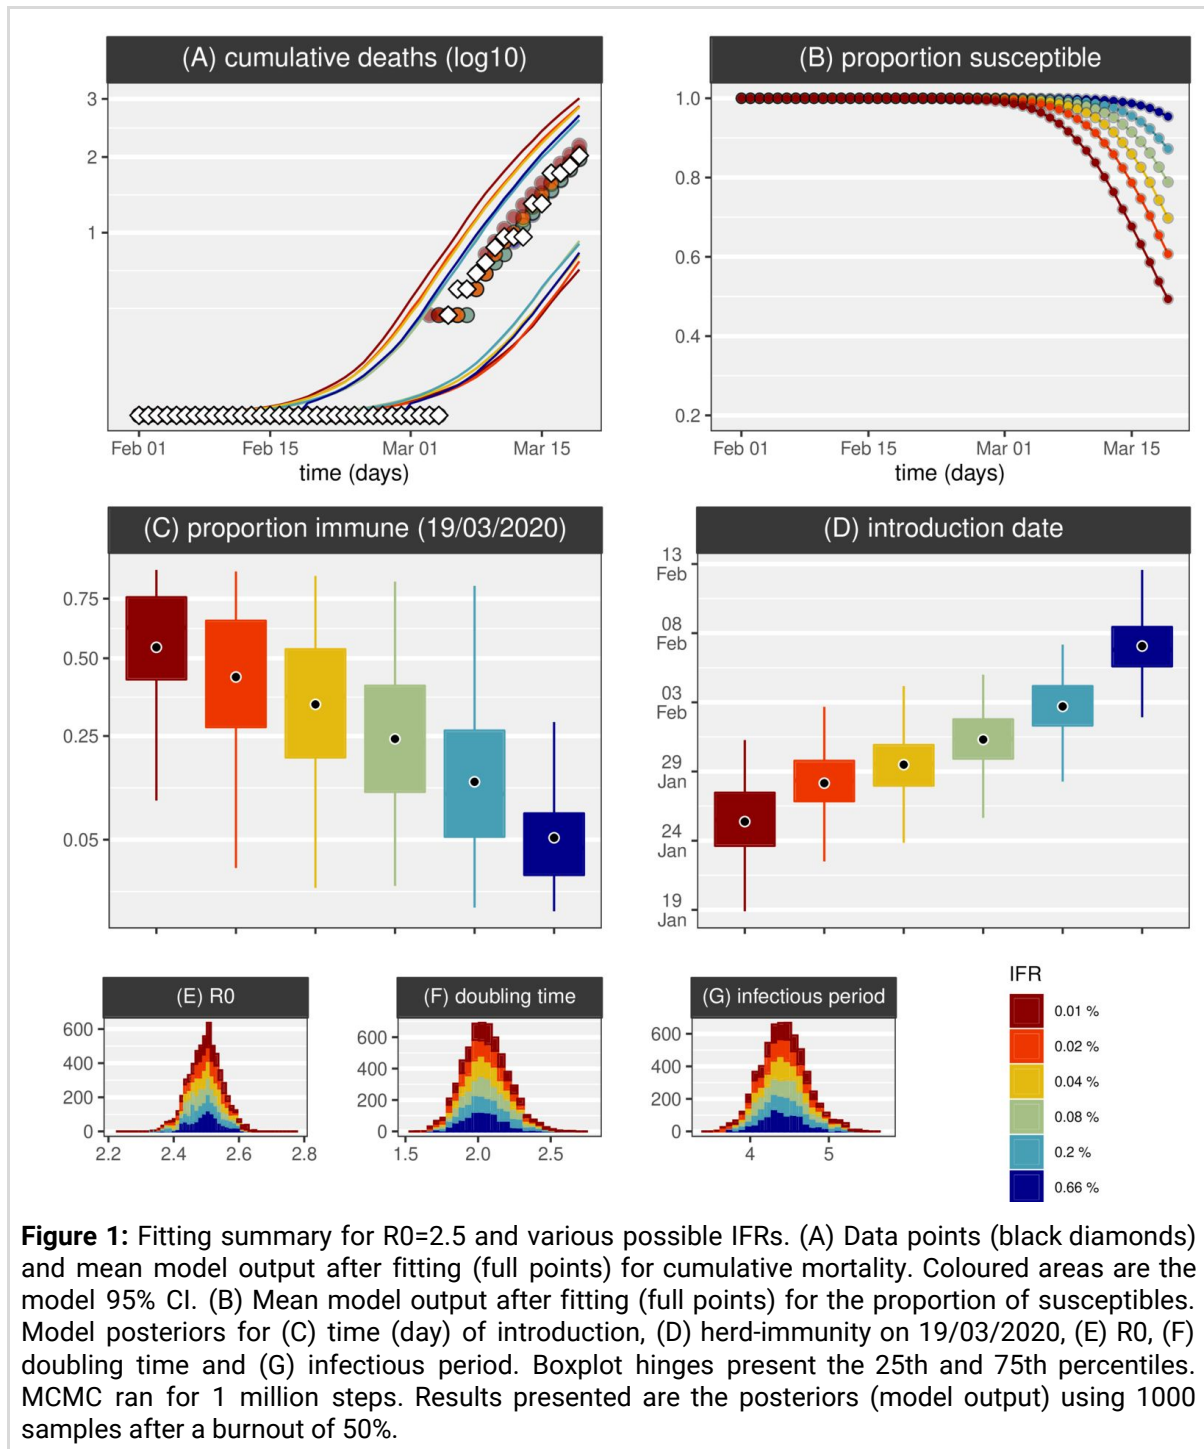 (A) cumulative deaths (log10)
3
2
1
Feb 01
Feb 15
Mar 01
Mar 15
time (days)
(B) proportion susceptible
1.0
0.8
0.6
0.4
0.2
Feb 01
Feb 15
Mar 01
Mar 15
time (days)
(C) proportion immune (19/03/2020)
0.75
0.50
0.25
0.05
(D) introduction date
13
Feb
08
Feb
03
Feb
29
Jan
24
Jan
19
Jan
(E) R0
600
400
200
0
2.2
2.4
2.6
2.8
(F) doubling time
600
400
200
0
1.5
2.0
2.5
(G) infectious period
600
400
200
0
4
5
IFR
0.01 %
0.02 %
0.04 %
0.08 %
0.2 %
0.66 %
Figure 1: Fitting summary for R0=2.5 and various possible IFRs. (A) Data points (black diamonds)
and mean model output after fitting (full points) for cumulative mortality. Coloured areas are the
model 95% CI. (B) Mean model output after fitting (full points) for the proportion of susceptibles.
Model posteriors for (C) time (day) of introduction, (D) herd-immunity on 19/03/2020, (E) R0, (F)
doubling time and (G) infectious period. Boxplot hinges present the 25th and 75th percentiles.
MCMC ran for 1 million steps. Results presented are the posteriors (model output) using 1000
samples after a burnout of 50%.